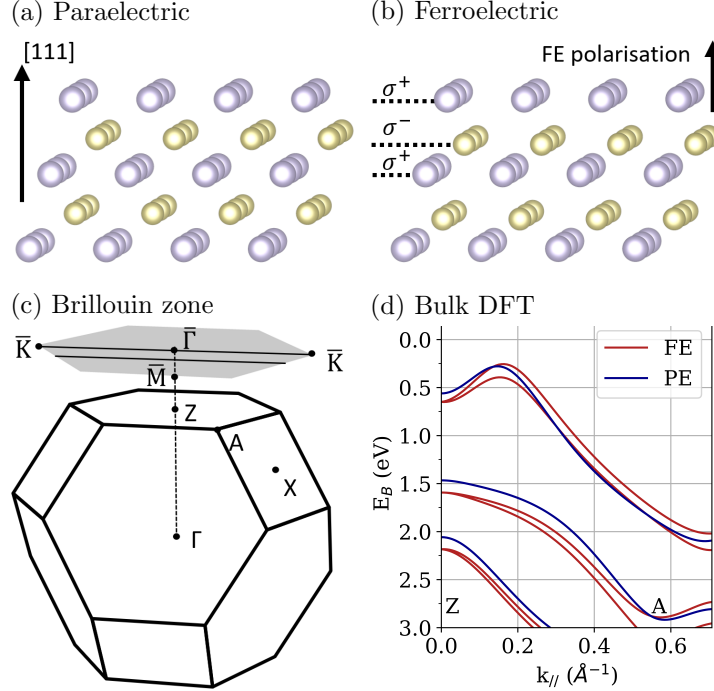 (a) Paraelectric
[111]
(b) Ferroelectric
FE polarisation
σ⁺
σ⁻
σ⁺
(c) Brillouin zone
K̅
Γ̅
K̅
M̅
Z
A
X
Γ
(d) Bulk DFT
FE
PE
E_B (eV)
0.0
0.5
1.0
1.5
2.0
2.5
3.0
Z
A
0.0
0.2
0.4
0.6
k_// (Å⁻¹)